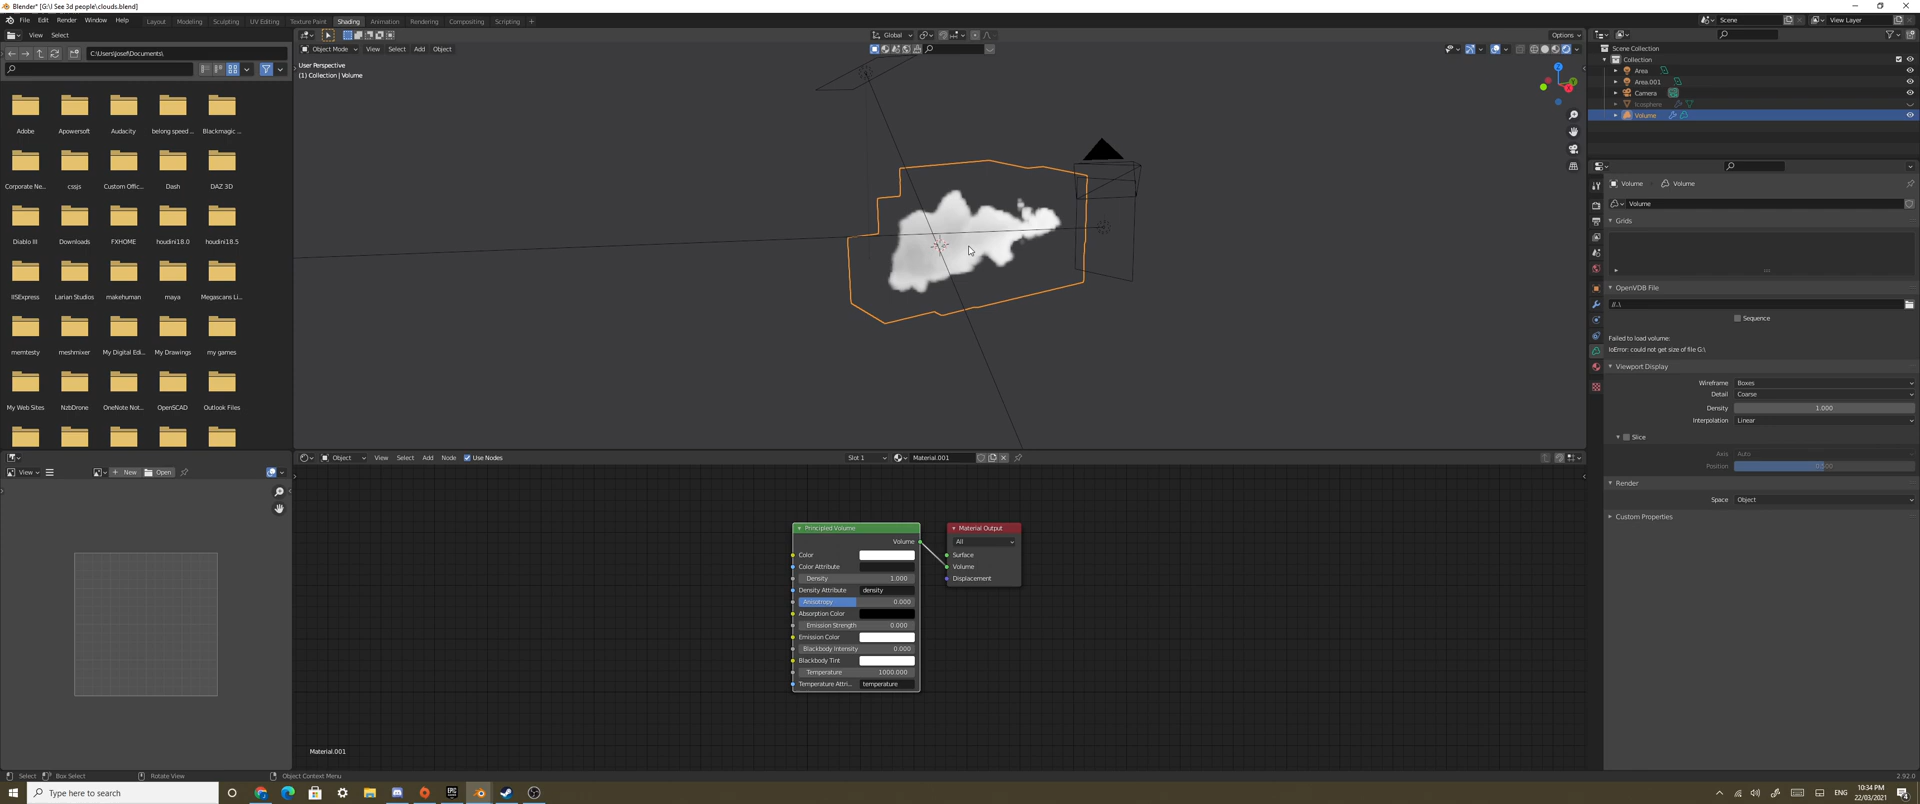 Blender* [G:\I See 3d people\clouds.blend]
File Edit Render Window Help Layout Modeling Sculpting UV Editing Texture Paint Shading Animation Rendering Compositing Scripting + Scene View Layer
View Select
C:\Users\Josef\Documents\
Adobe Apowersoft Audacity belong speed ... Blackmagic ...
Corporate Ne... cssjs Custom Offic... Dash DAZ 3D
Diablo III Downloads FXHOME houdini18.0 houdini18.5
IISExpress Larian Studios makehuman maya Megascans Li...
memtesty meshmixer My Digital Edi... My Drawings my games
My Web Sites NzbDrone OneNote Not... OpenSCAD Outlook Files
View New Open
Global Options
Object Mode View Select Add Object
User Perspective
(1) Collection | Volume
Z
Object View Select Add Node Use Nodes Slot 1 Material.001
Principled Volume
Volume
Color
Color Attribute
Density 1.000
Density Attribute density
Anisotropy 0.000
Absorption Color
Emission Strength 0.000
Emission Color
Blackbody Intensity 0.000
Blackbody Tint
Temperature 1000.000
Temperature Attri... temperature
Material Output
All
Surface
Volume
Displacement
Material.001
Scene Collection
Collection
Area
Area.001
Camera
Icosphere
Volume
Volume Volume
Volume
Grids
OpenVDB File
//..\
Sequence
Failed to load volume:
IoError: could not get size of file G:\
Viewport Display
Wireframe Boxes
Detail Coarse
Density 1.000
Interpolation Linear
Slice
Axis Auto
Position 0.500
Render
Space Object
Custom Properties
Select Box Select Rotate View Object Context Menu 2.92.0
Type here to search
EPIC
ENG
10:34 PM
22/03/2021
4